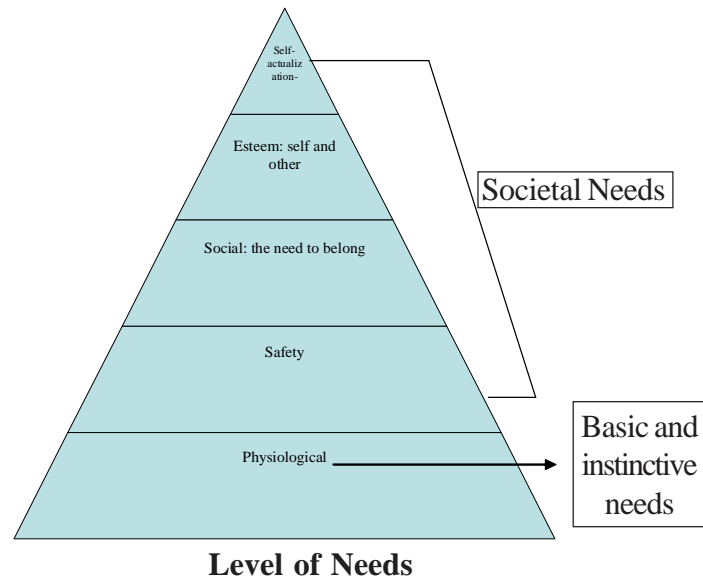 Self-
actualiz
ation-
Esteem: self and
other
Societal Needs
Social: the need to belong
Safety
Basic and
instinctive
needs
Physiological
Level of Needs